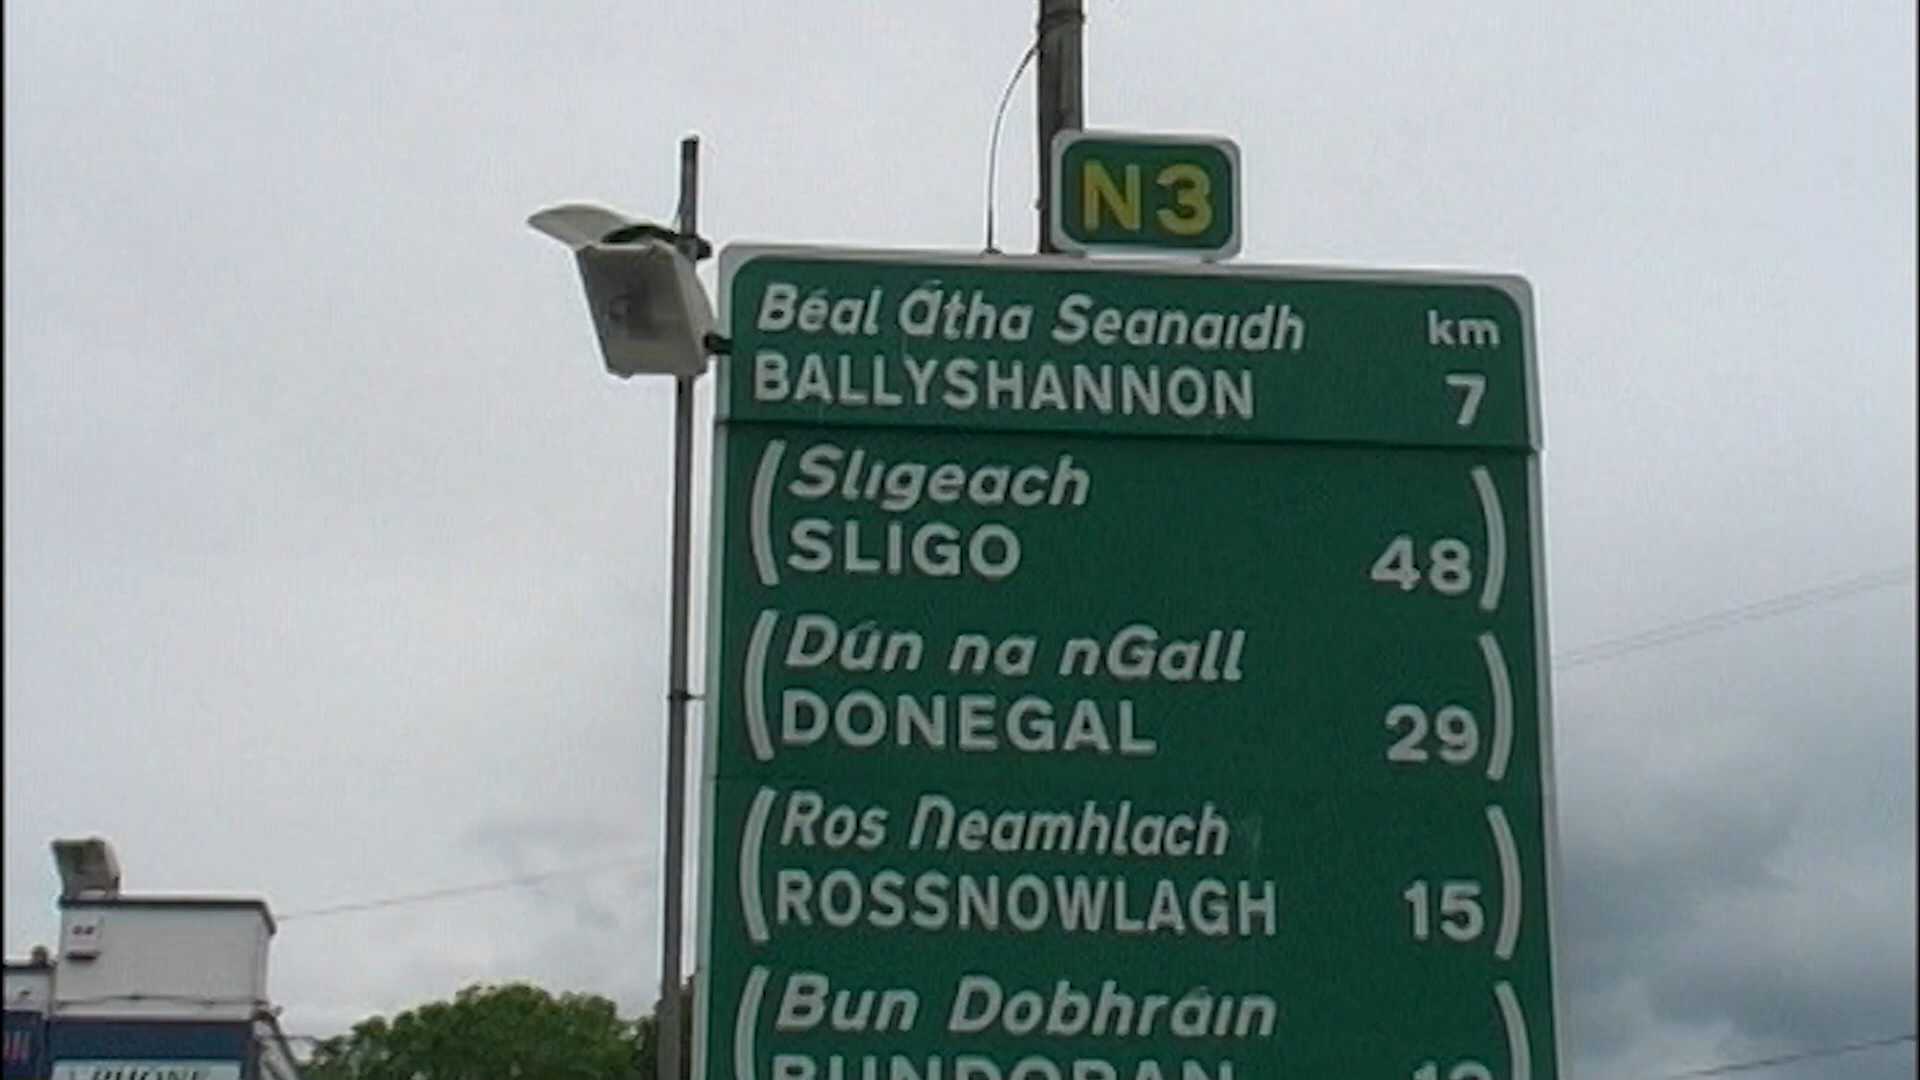 N3
Béal Átha Seanaidh km
BALLYSHANNON 7
(Sligeach
SLIGO 48)
(Dún na nGall
DONEGAL 29)
(Ros Neamhlach
ROSSNOWLAGH 15)
(Bun Dobhráin
BUNDORAN